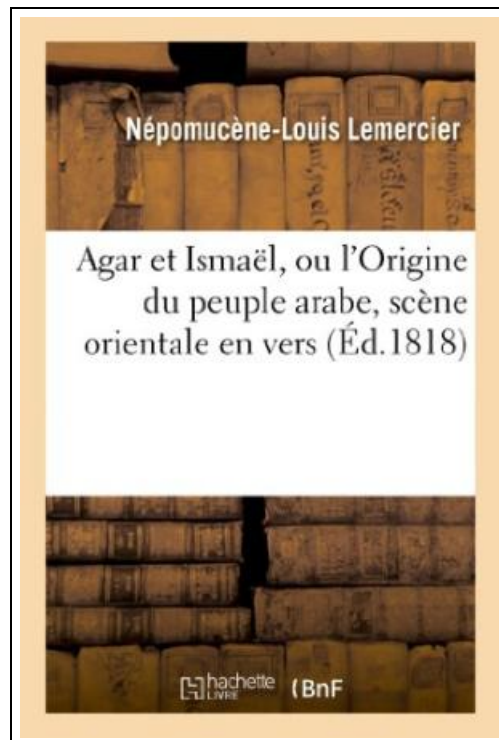 Népomucène-Louis Lemercier
Agar et Ismaël, ou l'Origine
du peuple arabe, scène
orientale en vers (Éd.1818)
hachette
LIVRE
(BnF